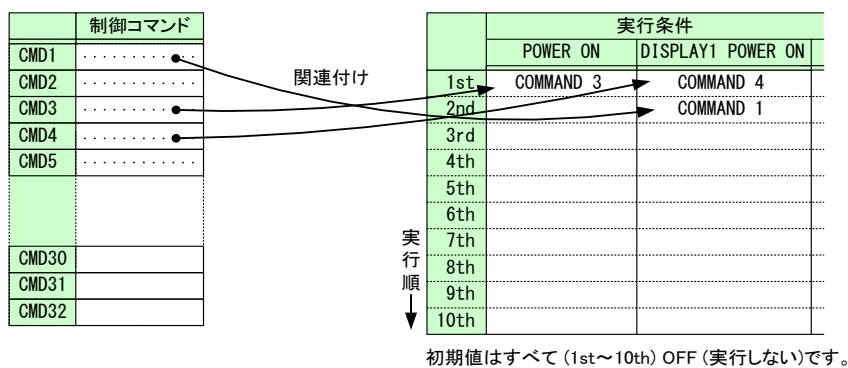 制御コマンド
CMD1 ············
CMD2 ············
CMD3 ············
CMD4 ············
CMD5 ············
CMD30
CMD31
CMD32
関連付け
実行条件
POWER ON DISPLAY1 POWER ON
1st COMMAND 3 COMMAND 4
2nd COMMAND 1
3rd
4th
5th
6th
7th
8th
9th
10th
実行順
初期値はすべて(1st~10th) OFF(実行しない)です。